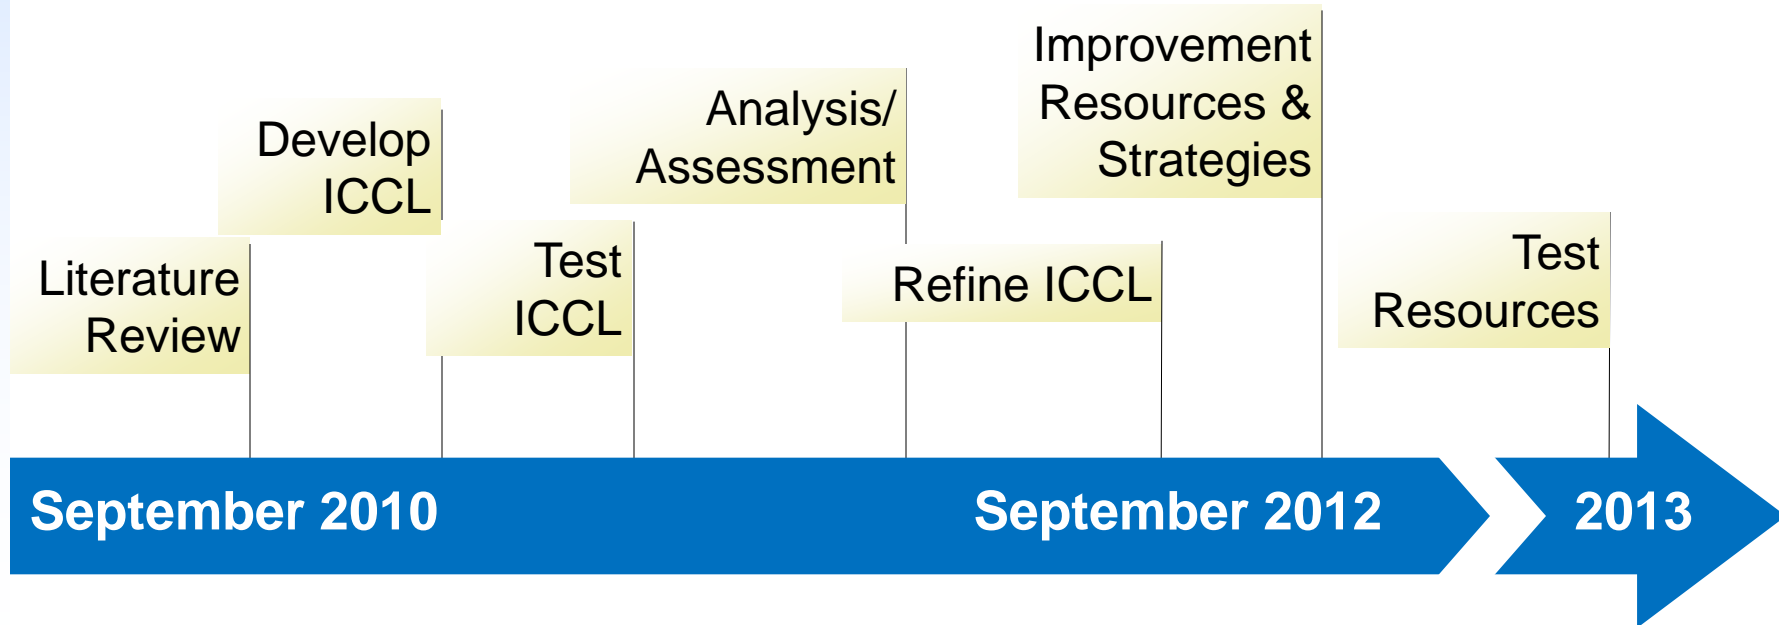 Literature
Review
Develop
ICCL
Test
ICCL
Analysis/
Assessment
Refine ICCL
Improvement
Resources &
Strategies
Test
Resources
September 2010
September 2012
2013